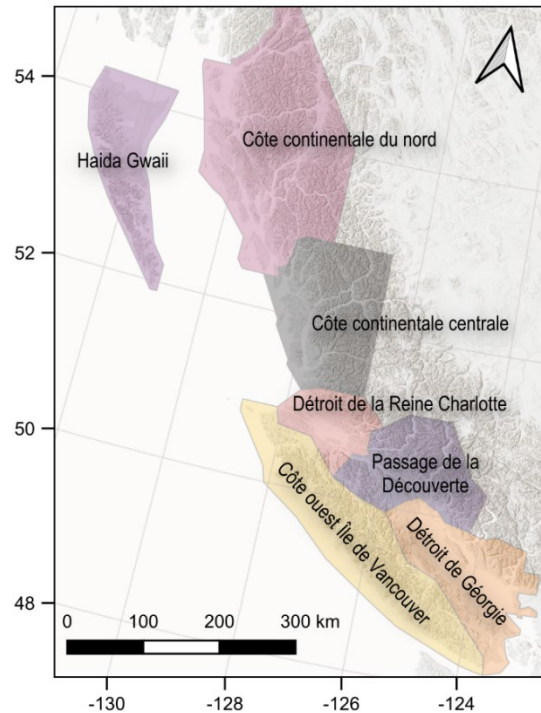 54
Côte continentale du nord
Haida Gwaii
52
Côte continentale centrale
Détroit de la Reine Charlotte
50
Passage de la
Découverte
Côte ouest Île de Vancouver
Détroit de Géorgie
48
0 100 200 300 km
-130 -128 -126 -124